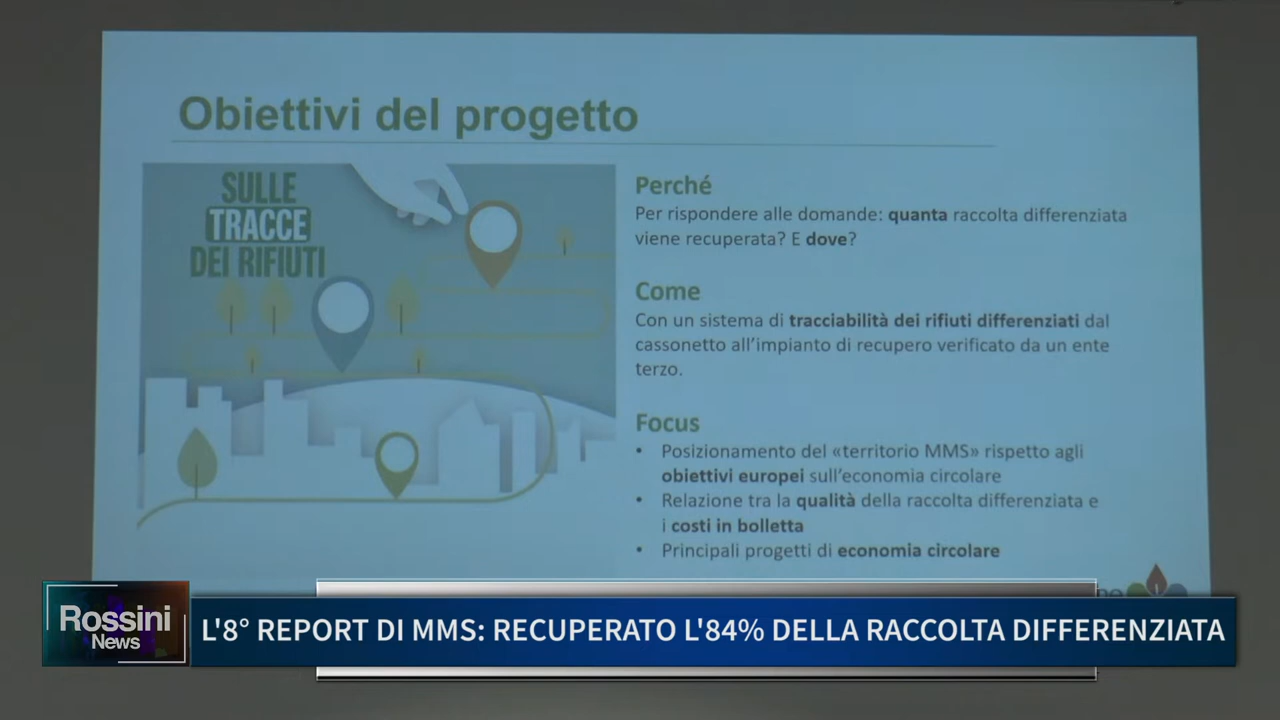 Obiettivi del progetto
SULLE
TRACCE
DEI RIFIUTI
Perché
Per rispondere alle domande: quanta raccolta differenziata
viene recuperata? E dove?
Come
Con un sistema di tracciabilità dei rifiuti differenziati dal
cassonetto all’impianto di recupero verificato da un ente
terzo.
Focus
• Posizionamento del «territorio MMS» rispetto agli
obiettivi europei sull’economia circolare
• Relazione tra la qualità della raccolta differenziata e
i costi in bolletta
• Principali progetti di economia circolare
Rossini
News
L'8° REPORT DI MMS: RECUPERATO L'84% DELLA RACCOLTA DIFFERENZIATA